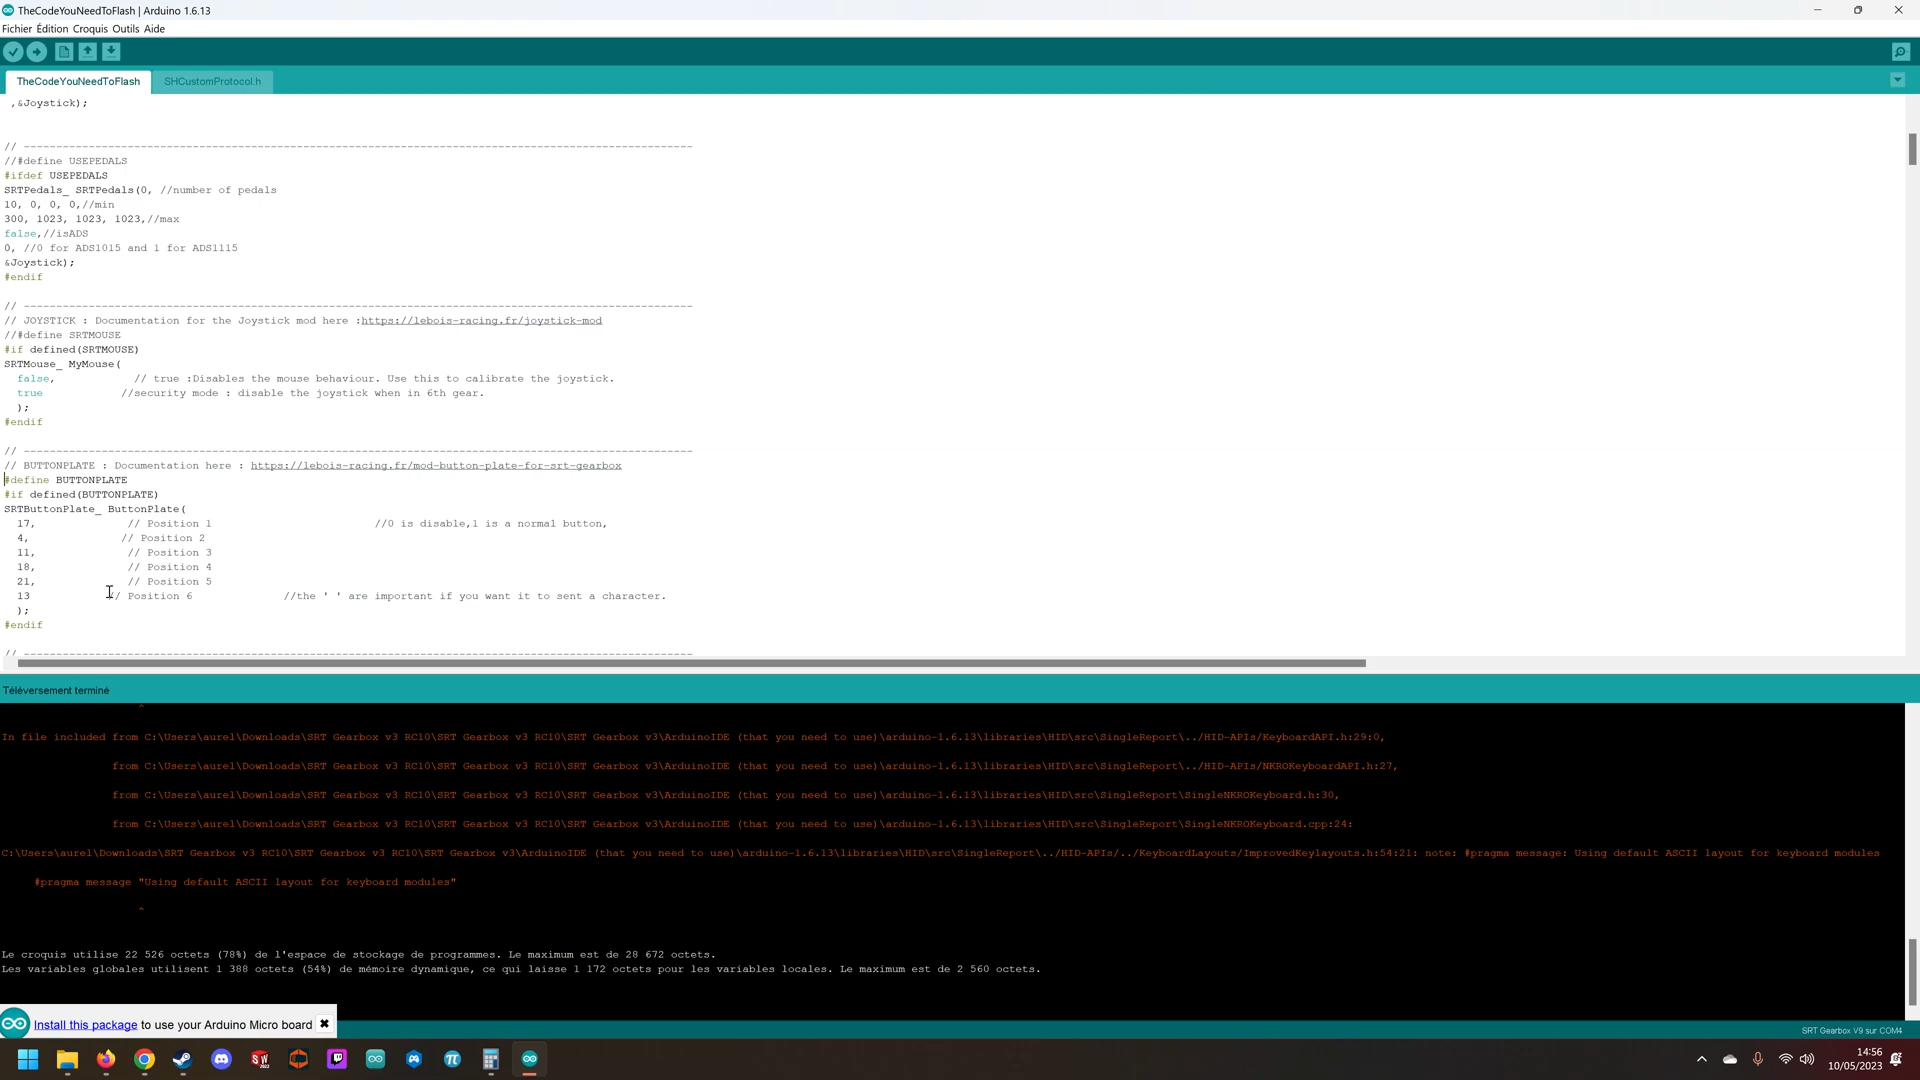 TheCodeYouNeedToFlash | Arduino 1.6.13
Fichier Édition Croquis Outils Aide
TheCodeYouNeedToFlash SHCustomProtocol.h
,&Joystick);
// -------------------------------------------------------------------------------------------------------
//#define USEPEDALS
#ifdef USEPEDALS
SRTPedals_ SRTPedals(0, //number of pedals
10, 0, 0, 0,//min
300, 1023, 1023, 1023,//max
false,//isADS
0, //0 for ADS1015 and 1 for ADS1115
&Joystick);
#endif
// -------------------------------------------------------------------------------------------------------
// JOYSTICK : Documentation for the Joystick mod here :https://lebois-racing.fr/joystick-mod
//#define SRTMOUSE
#if defined(SRTMOUSE)
SRTMouse_ MyMouse(
false, // true :Disables the mouse behaviour. Use this to calibrate the joystick.
true //security mode : disable the joystick when in 6th gear.
);
#endif
// -------------------------------------------------------------------------------------------------------
// BUTTONPLATE : Documentation here : https://lebois-racing.fr/mod-button-plate-for-srt-gearbox
#define BUTTONPLATE
#if defined(BUTTONPLATE)
SRTButtonPlate_ ButtonPlate(
17, // Position 1 //0 is disable,1 is a normal button,
4, // Position 2
11, // Position 3
18, // Position 4
21, // Position 5
13 // Position 6 //the ' ' are important if you want it to sent a character.
);
#endif
// -------------------------------------------------------------------------------------------------------
Téléversement terminé
^
In file included from C:\Users\aurel\Downloads\SRT Gearbox v3 RC10\SRT Gearbox v3 RC10\SRT Gearbox v3\ArduinoIDE (that you need to use)\arduino-1.6.13\libraries\HID\src\SingleReport\../HID-APIs/KeyboardAPI.h:29:0,
from C:\Users\aurel\Downloads\SRT Gearbox v3 RC10\SRT Gearbox v3 RC10\SRT Gearbox v3\ArduinoIDE (that you need to use)\arduino-1.6.13\libraries\HID\src\SingleReport\../HID-APIs/NKROKeyboardAPI.h:27,
from C:\Users\aurel\Downloads\SRT Gearbox v3 RC10\SRT Gearbox v3 RC10\SRT Gearbox v3\ArduinoIDE (that you need to use)\arduino-1.6.13\libraries\HID\src\SingleReport\SingleNKROKeyboard.h:30,
from C:\Users\aurel\Downloads\SRT Gearbox v3 RC10\SRT Gearbox v3 RC10\SRT Gearbox v3\ArduinoIDE (that you need to use)\arduino-1.6.13\libraries\HID\src\SingleReport\SingleNKROKeyboard.cpp:24:
C:\Users\aurel\Downloads\SRT Gearbox v3 RC10\SRT Gearbox v3 RC10\SRT Gearbox v3\ArduinoIDE (that you need to use)\arduino-1.6.13\libraries\HID\src\SingleReport\../HID-APIs/../KeyboardLayouts/ImprovedKeylayouts.h:54:21: note: #pragma message: Using default ASCII layout for keyboard modules
#pragma message "Using default ASCII layout for keyboard modules"
^
Le croquis utilise 22 526 octets (78%) de l'espace de stockage de programmes. Le maximum est de 28 672 octets.
Les variables globales utilisent 1 388 octets (54%) de mémoire dynamique, ce qui laisse 1 172 octets pour les variables locales. Le maximum est de 2 560 octets.
Install this package to use your Arduino Micro board
SRT Gearbox V9 sur COM4
14:56
10/05/2023